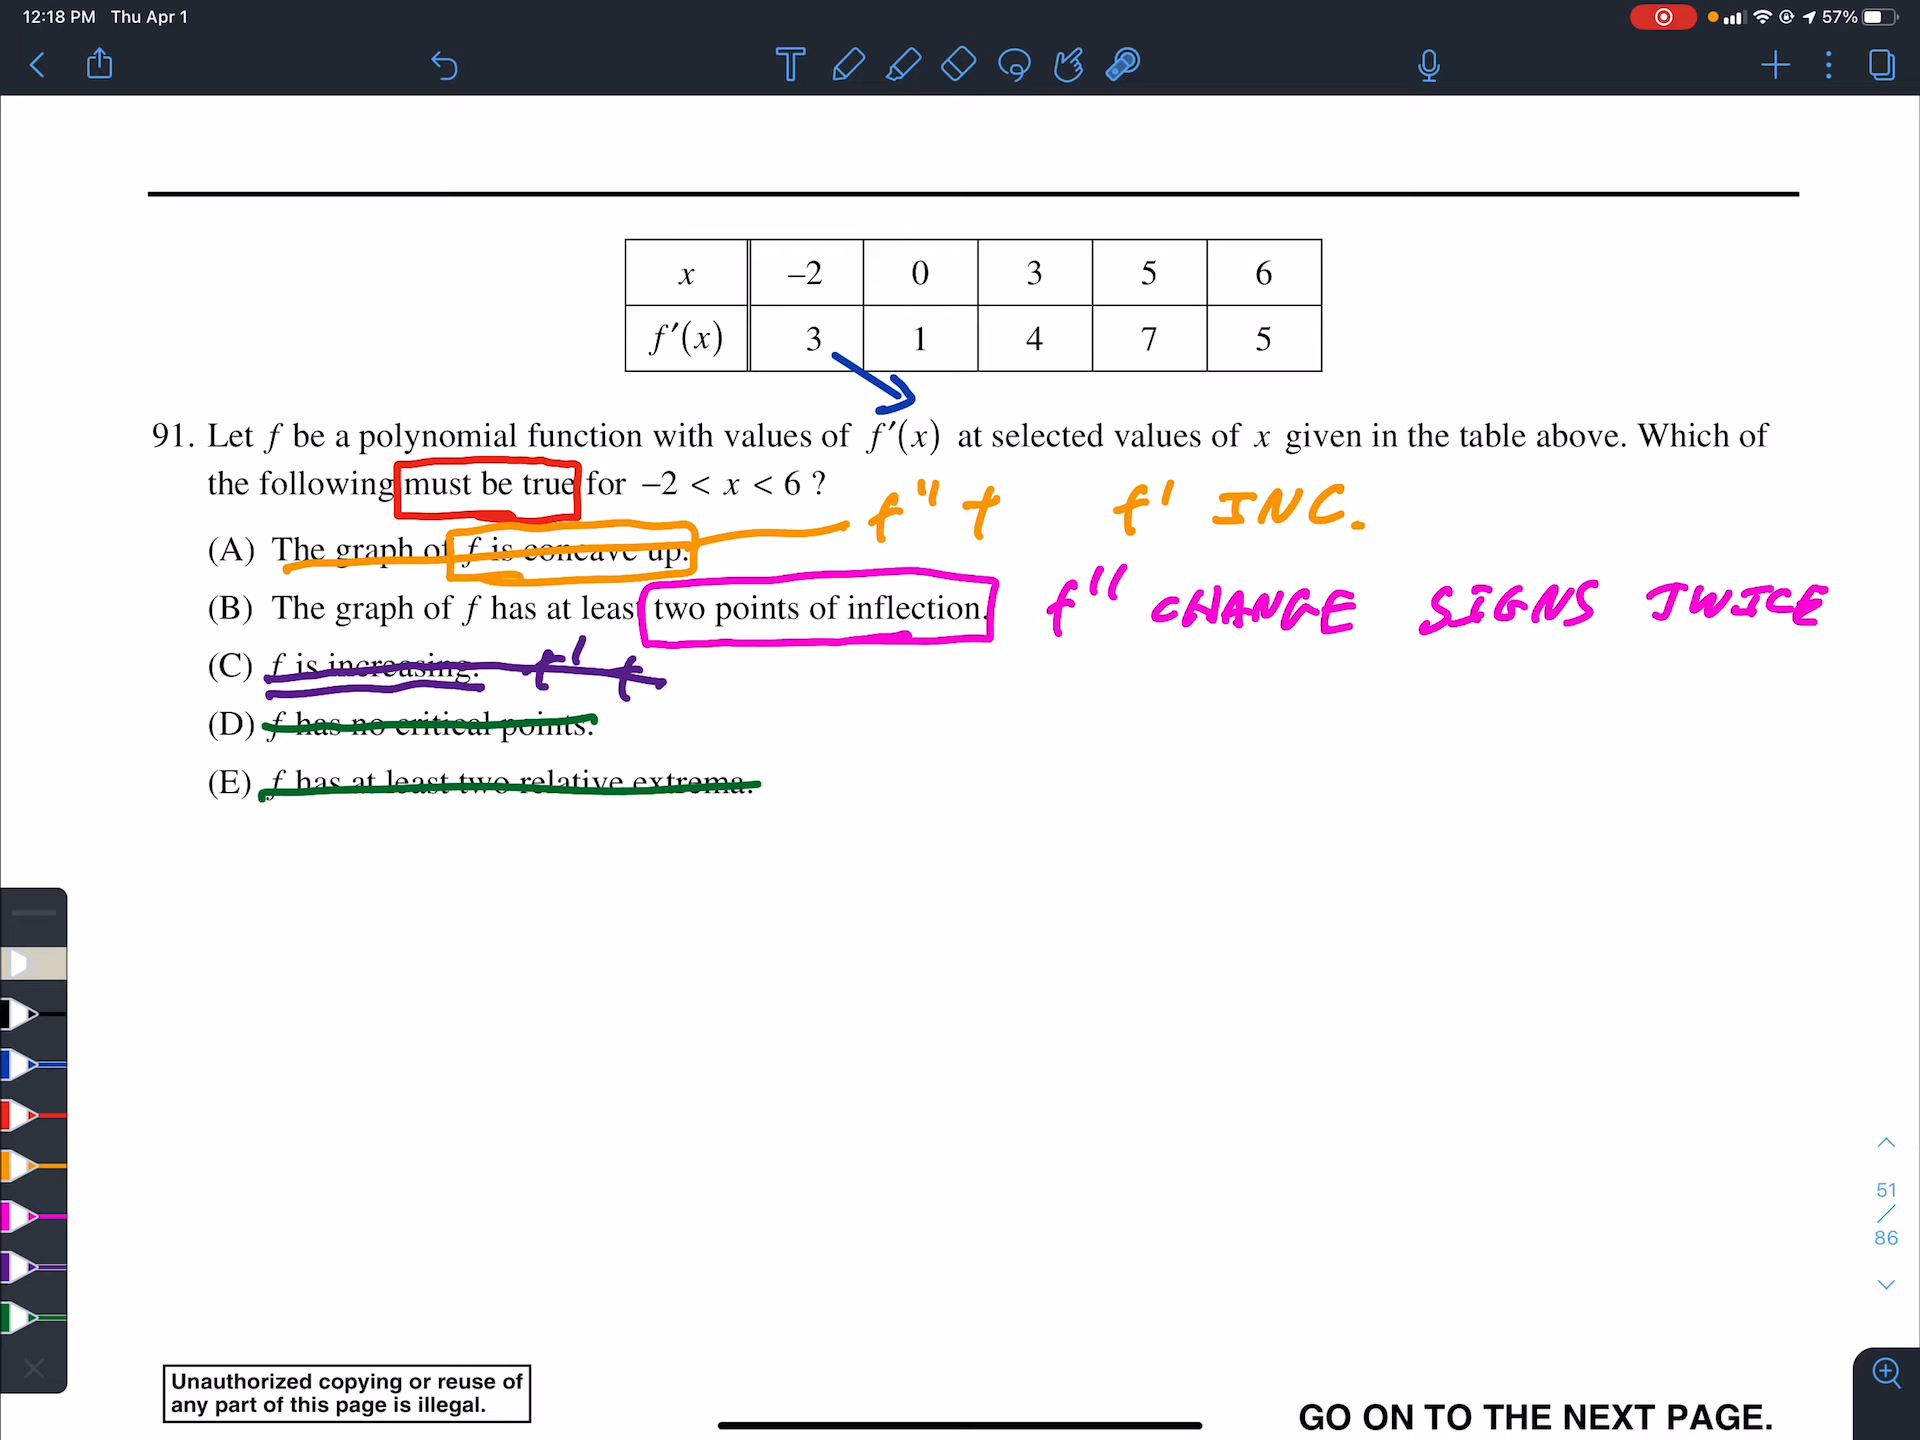 12:18 PM Thu Apr 1
57%
x –2 0 3 5 6
f′(x) 3 1 4 7 5
91. Let f be a polynomial function with values of f′(x) at selected values of x given in the table above. Which of
the following must be true for −2 < x < 6 ?
f" + f' INC.
(A) The graph of f is concave up.
(B) The graph of f has at least two points of inflection. f" CHANGE SIGNS TWICE
(C) f is increasing. f' +
(D) f has no critical points.
(E) f has at least two relative extrema.
51
/
86
Unauthorized copying or reuse of
any part of this page is illegal.
GO ON TO THE NEXT PAGE.